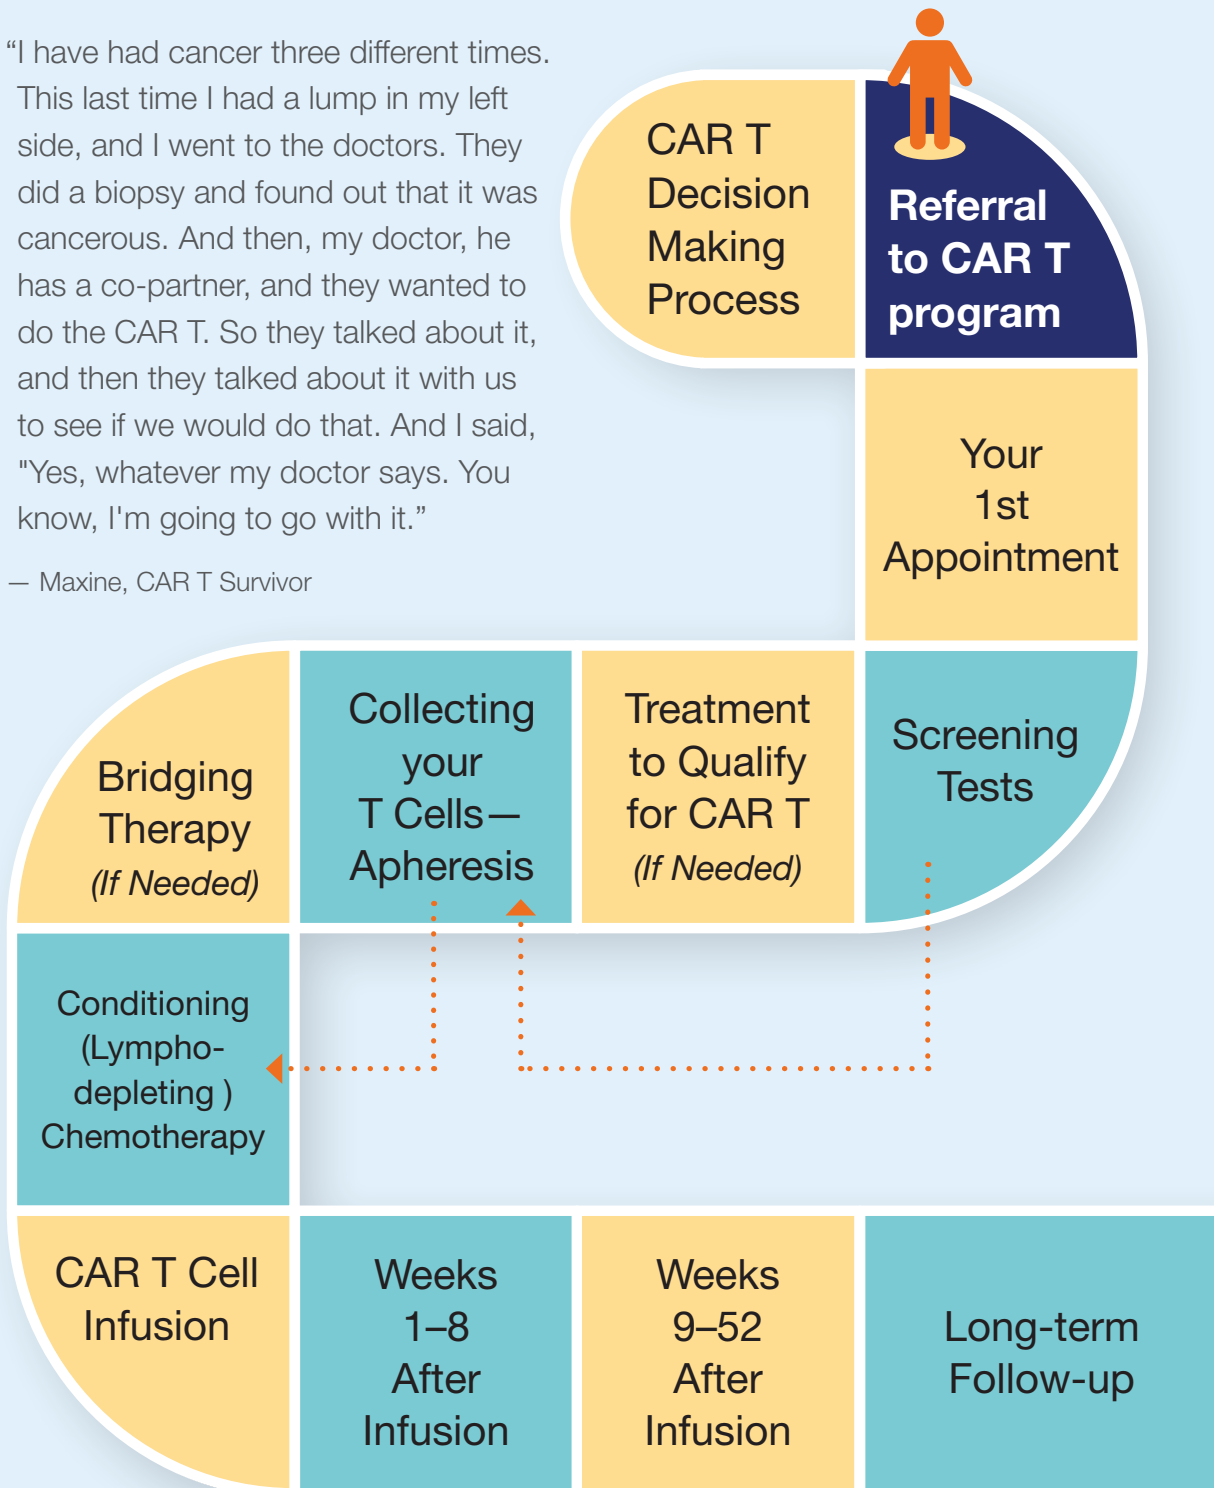 “I have had cancer three different times.
This last time I had a lump in my left
side, and I went to the doctors. They
did a biopsy and found out that it was
cancerous. And then, my doctor, he
has a co-partner, and they wanted to
do the CAR T. So they talked about it,
and then they talked about it with us
to see if we would do that. And I said,
"Yes, whatever my doctor says. You
know, I'm going to go with it.”
— Maxine, CAR T Survivor
CAR T
Decision
Making
Process
Referral
to CAR T
program
Your
1st
Appointment
Screening
Tests
Treatment
to Qualify
for CAR T
(If Needed)
Collecting
your
T Cells—
Apheresis
Bridging
Therapy
(If Needed)
Conditioning
(Lympho-
depleting )
Chemotherapy
CAR T Cell
Infusion
Weeks
1–8
After
Infusion
Weeks
9–52
After
Infusion
Long-term
Follow-up